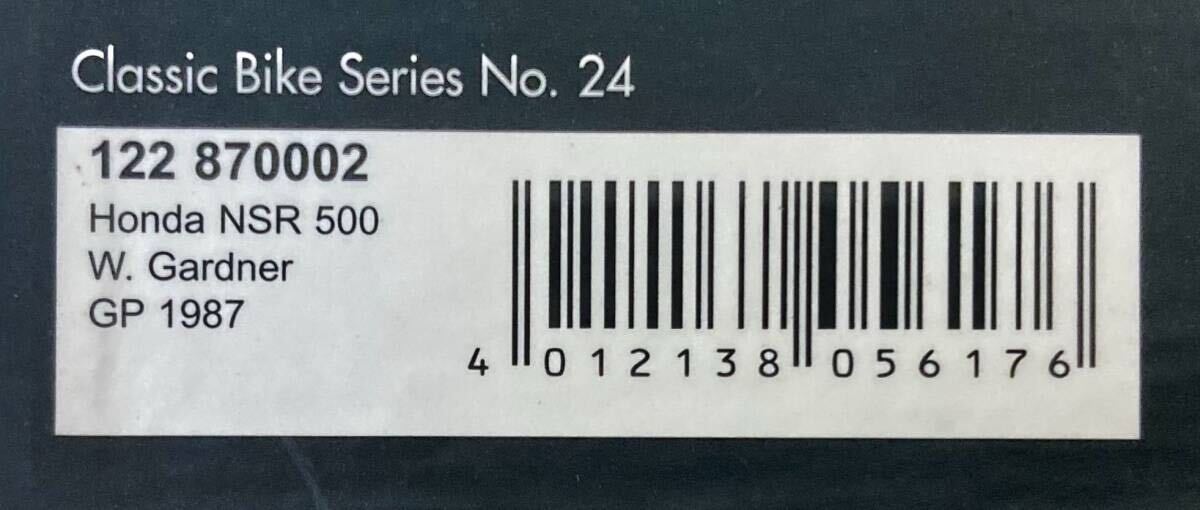 Classic Bike Series No. 24
122 870002
Honda NSR 500
W. Gardner
GP 1987
4 012138 056176